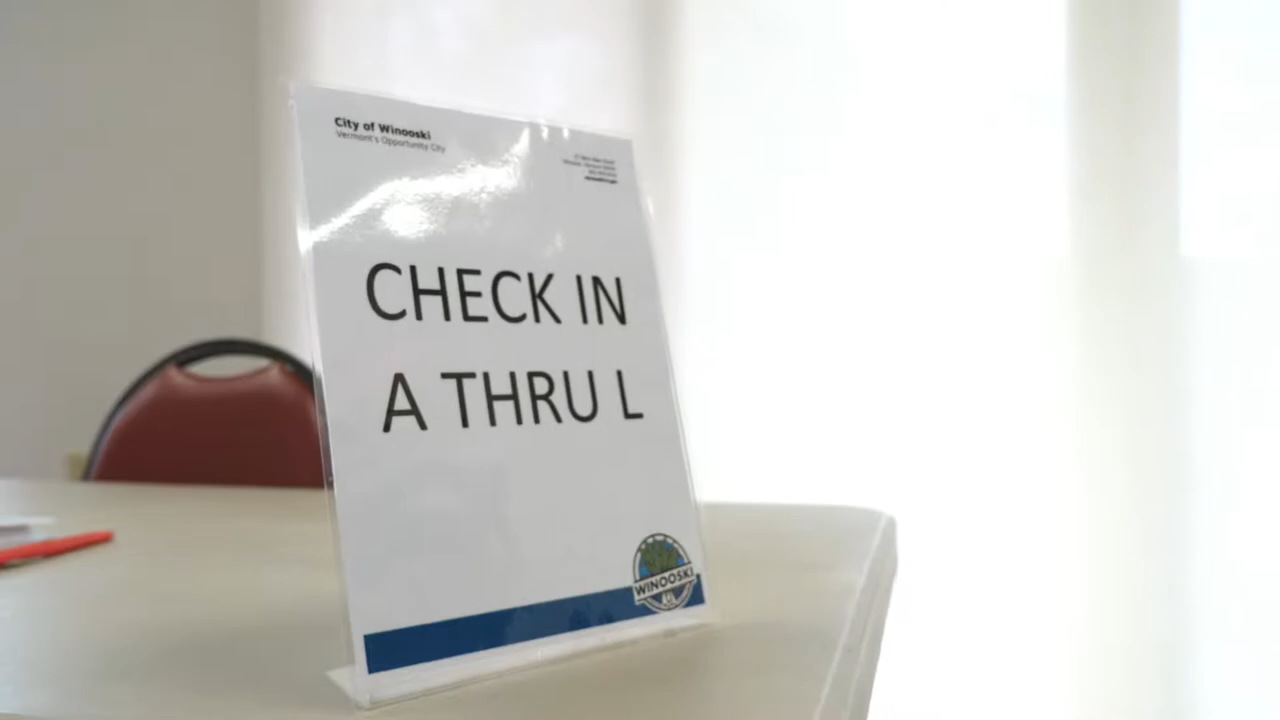 City of Winooski
Vermont's Opportunity City
CHECK IN
A THRU L
WINOOSKI